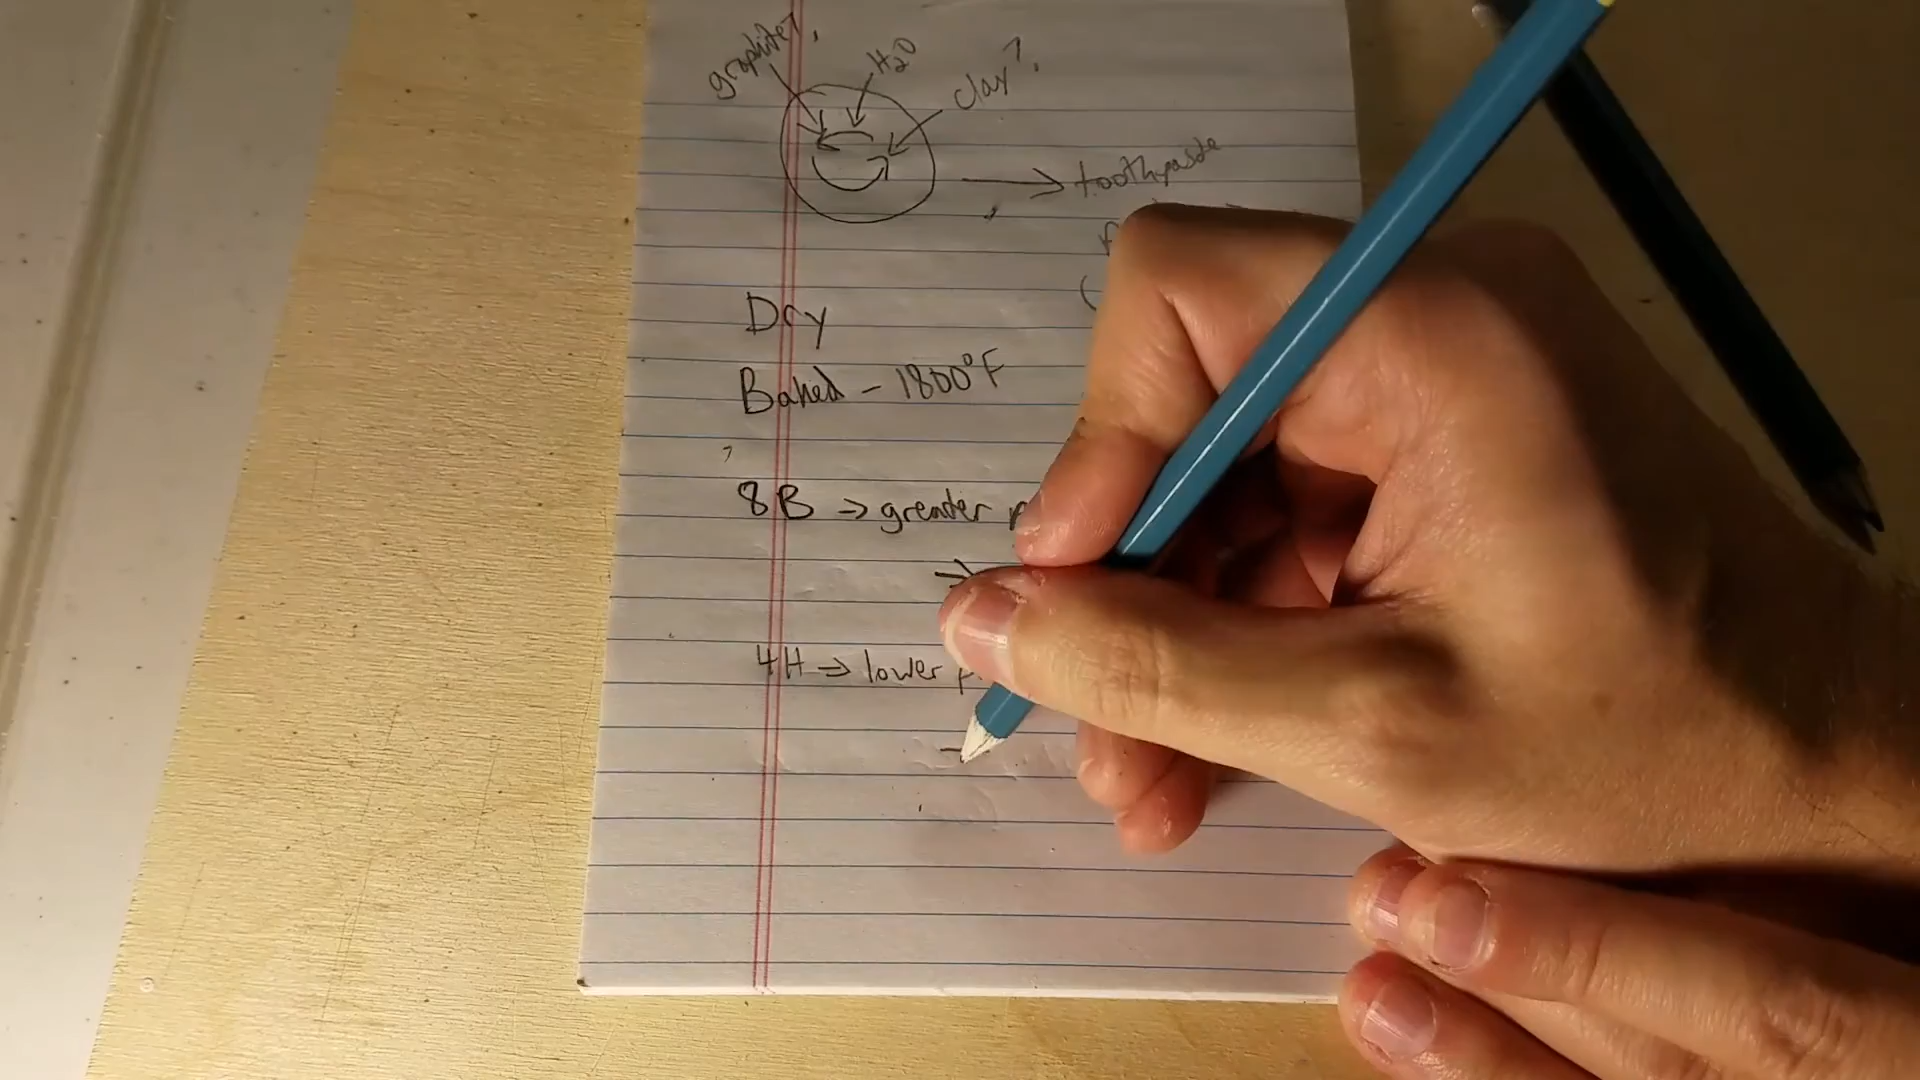 graphite?
H2O
clay?
toothpaste
Dry
Baked - 1800°F
8B → greater
→
4H → lower